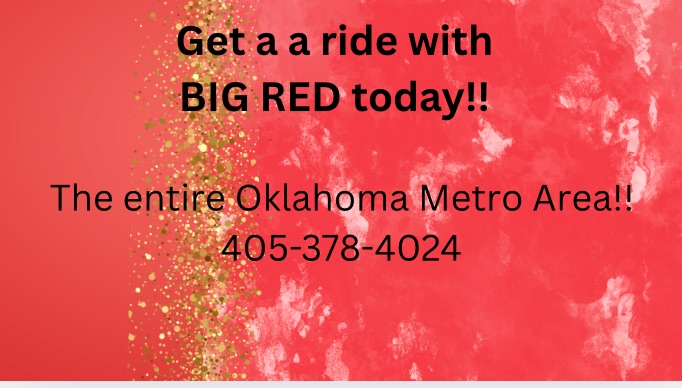 Get a a ride with
BIG RED today!!
The entire Oklahoma Metro Area!!
405-378-4024